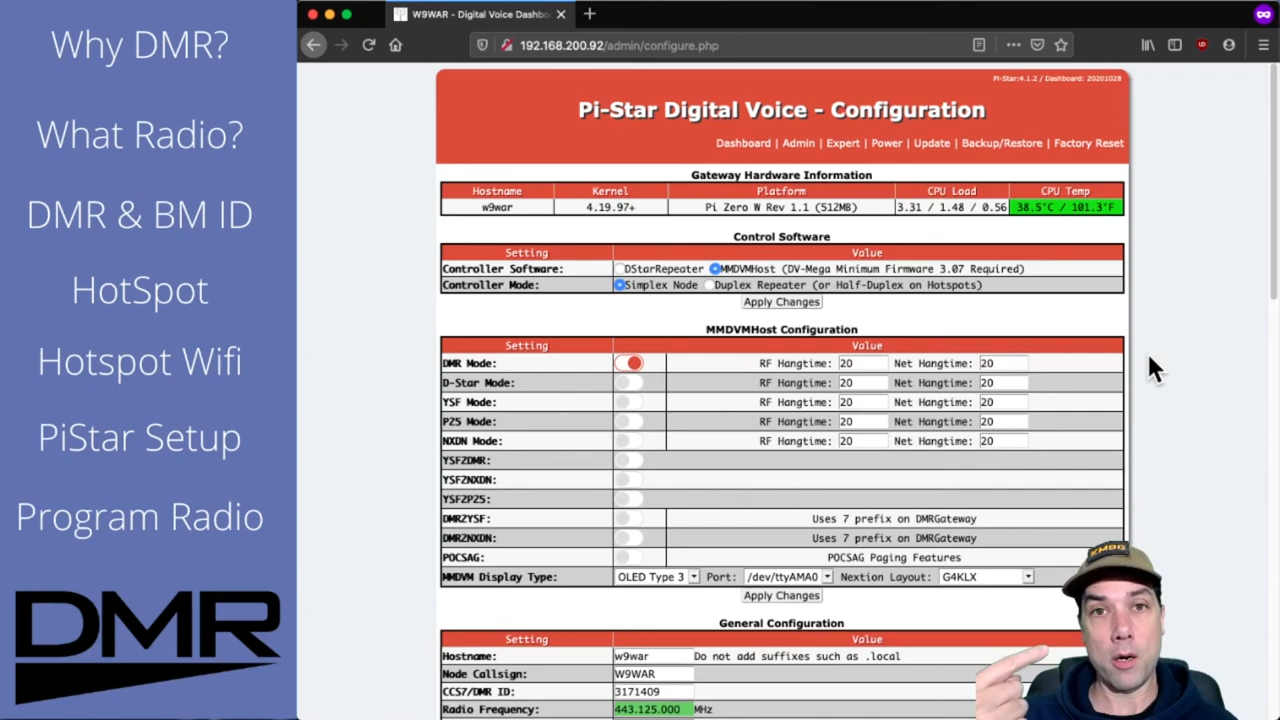 Why DMR?
What Radio?
DMR & BM ID
HotSpot
Hotspot Wifi
PiStar Setup
Program Radio
DMR
W9WAR - Digital Voice Dashbo
192.168.200.92/admin/configure.php
Pi-Star:4.1.2 / Dashboard: 20201028
Pi-Star Digital Voice - Configuration
Dashboard | Admin | Expert | Power | Update | Backup/Restore | Factory Reset
Gateway Hardware Information
Hostname Kernel Platform CPU Load CPU Temp
w9war 4.19.97+ Pi Zero W Rev 1.1 (512MB) 3.31 / 1.48 / 0.56 38.5°C / 101.3°F
Control Software
Setting Value
Controller Software: DStarRepeater MMDVMHost (DV-Mega Minimum Firmware 3.07 Required)
Controller Mode: Simplex Node Duplex Repeater (or Half-Duplex on Hotspots)
Apply Changes
MMDVMHost Configuration
Setting Value
DMR Mode: RF Hangtime: 20 Net Hangtime: 20
D-Star Mode: RF Hangtime: 20 Net Hangtime: 20
YSF Mode: RF Hangtime: 20 Net Hangtime: 20
P25 Mode: RF Hangtime: 20 Net Hangtime: 20
NXDN Mode: RF Hangtime: 20 Net Hangtime: 20
YSF2DMR:
YSF2NXDN:
YSF2P25:
DMR2YSF: Uses 7 prefix on DMRGateway
DMR2NXDN: Uses 7 prefix on DMRGateway
POCSAG: POCSAG Paging Features
MMDVM Display Type: OLED Type 3 Port: /dev/ttyAMA0 Nextion Layout: G4KLX
Apply Changes
General Configuration
Setting Value
Hostname: w9war Do not add suffixes such as .local
Node Callsign: W9WAR
CCS7/DMR ID: 3171409
Radio Frequency: 443.125.000 MHz